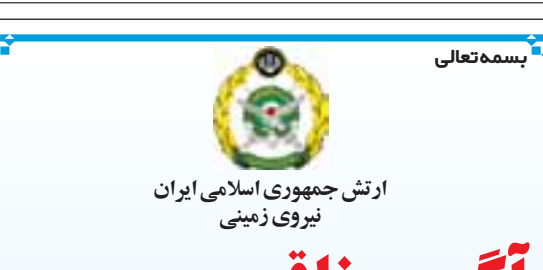 بسمه‌تعالی
ارتش جمهوری اسلامی ایران
نیروی زمینی